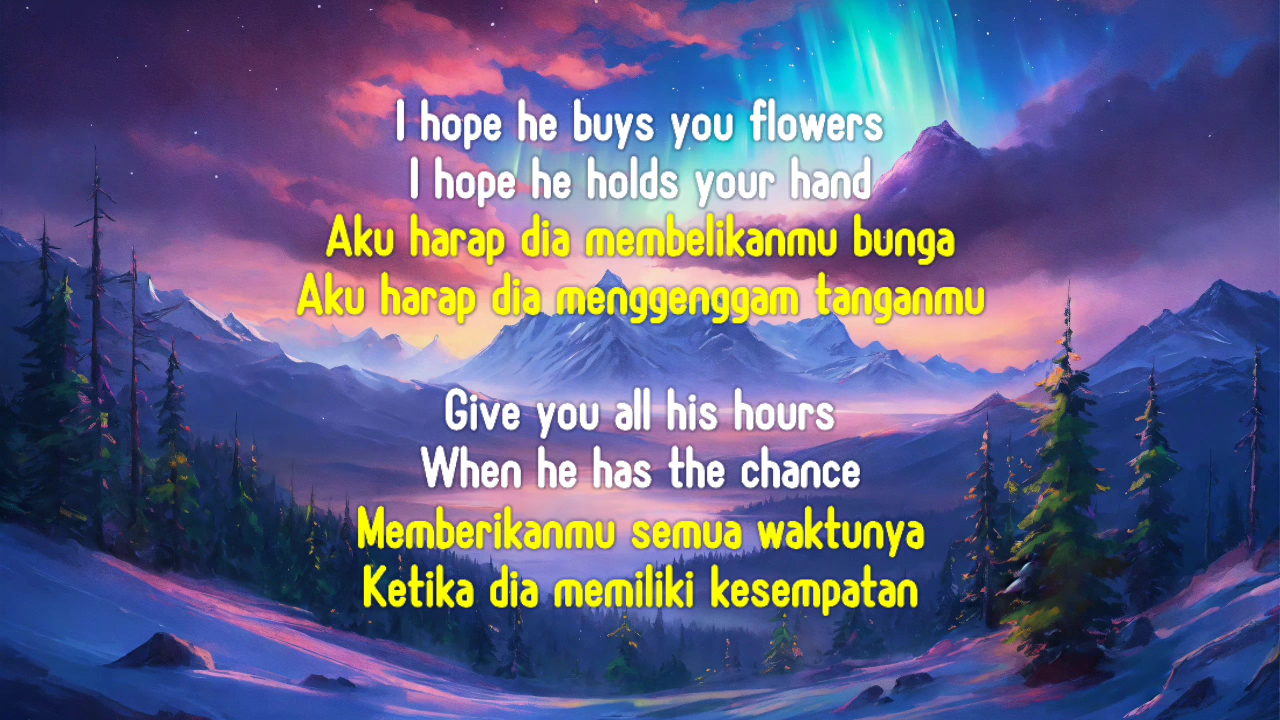 I hope he buys you flowers
I hope he holds your hand
Aku harap dia membelikanmu bunga
Aku harap dia menggenggam tanganmu
Give you all his hours
When he has the chance
Memberikanmu semua waktunya
Ketika dia memiliki kesempatan